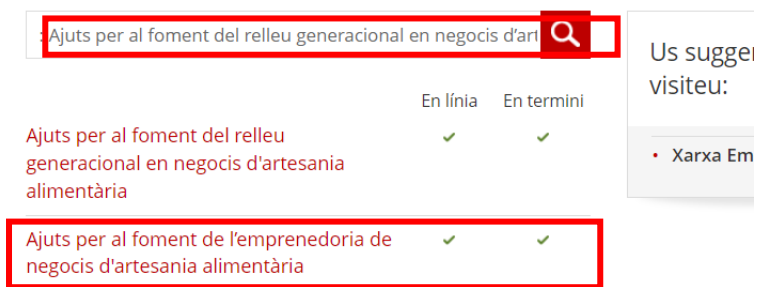 : Ajuts per al foment del relleu generacional en negocis d'art
Us sugge
visiteu:
En línia En termini
Ajuts per al foment del relleu
generacional en negocis d'artesania
alimentària
• Xarxa Em
Ajuts per al foment de l'emprenedoria de
negocis d'artesania alimentària